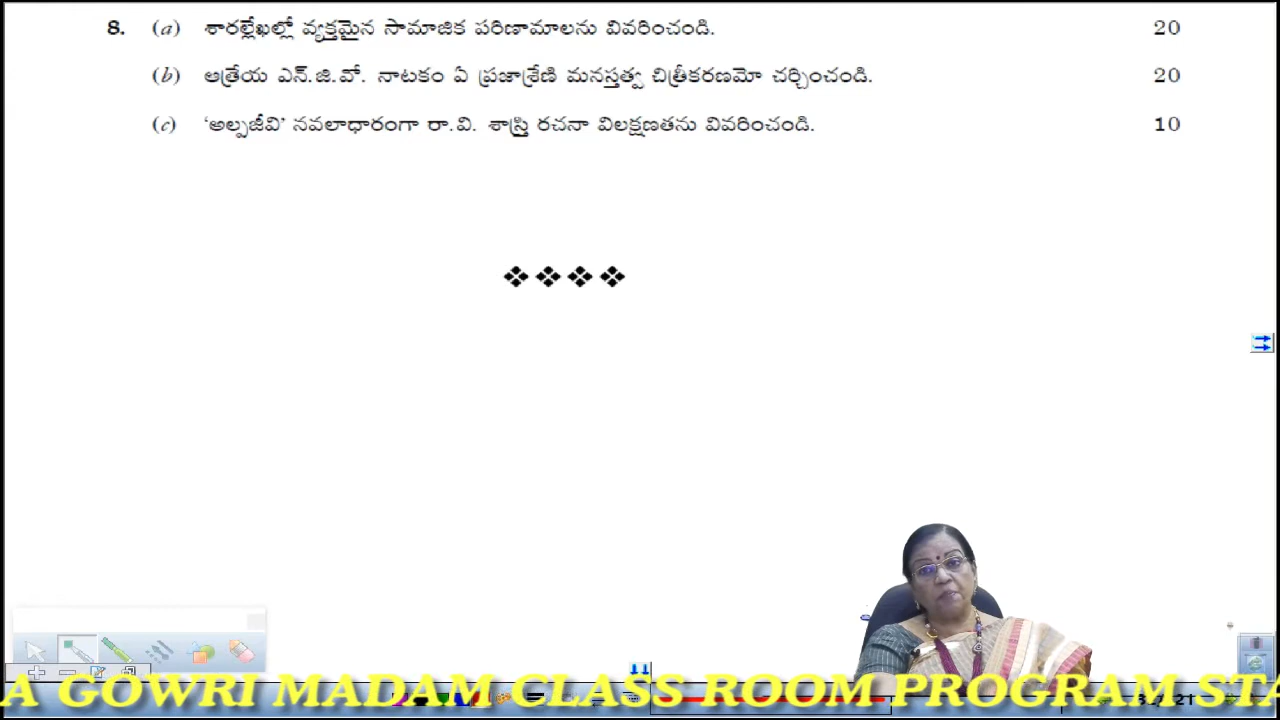 8. (a) శారల్లేఖల్లో వ్యక్తమైన సామాజిక పరిణామాలను వివరించండి. 20
(b) ఆత్రేయ ఎన్.జి.వో. నాటకం ఏ ప్రజాశ్రేణి మనస్తత్వ చిత్రీకరణమో చర్చించండి. 20
(c) 'అల్పజీవి' నవలాధారంగా రా.వి. శాస్త్రి రచనా విలక్షణతను వివరించండి. 10
A GOWRI MADAM CLASS ROOM PROGRAM STA